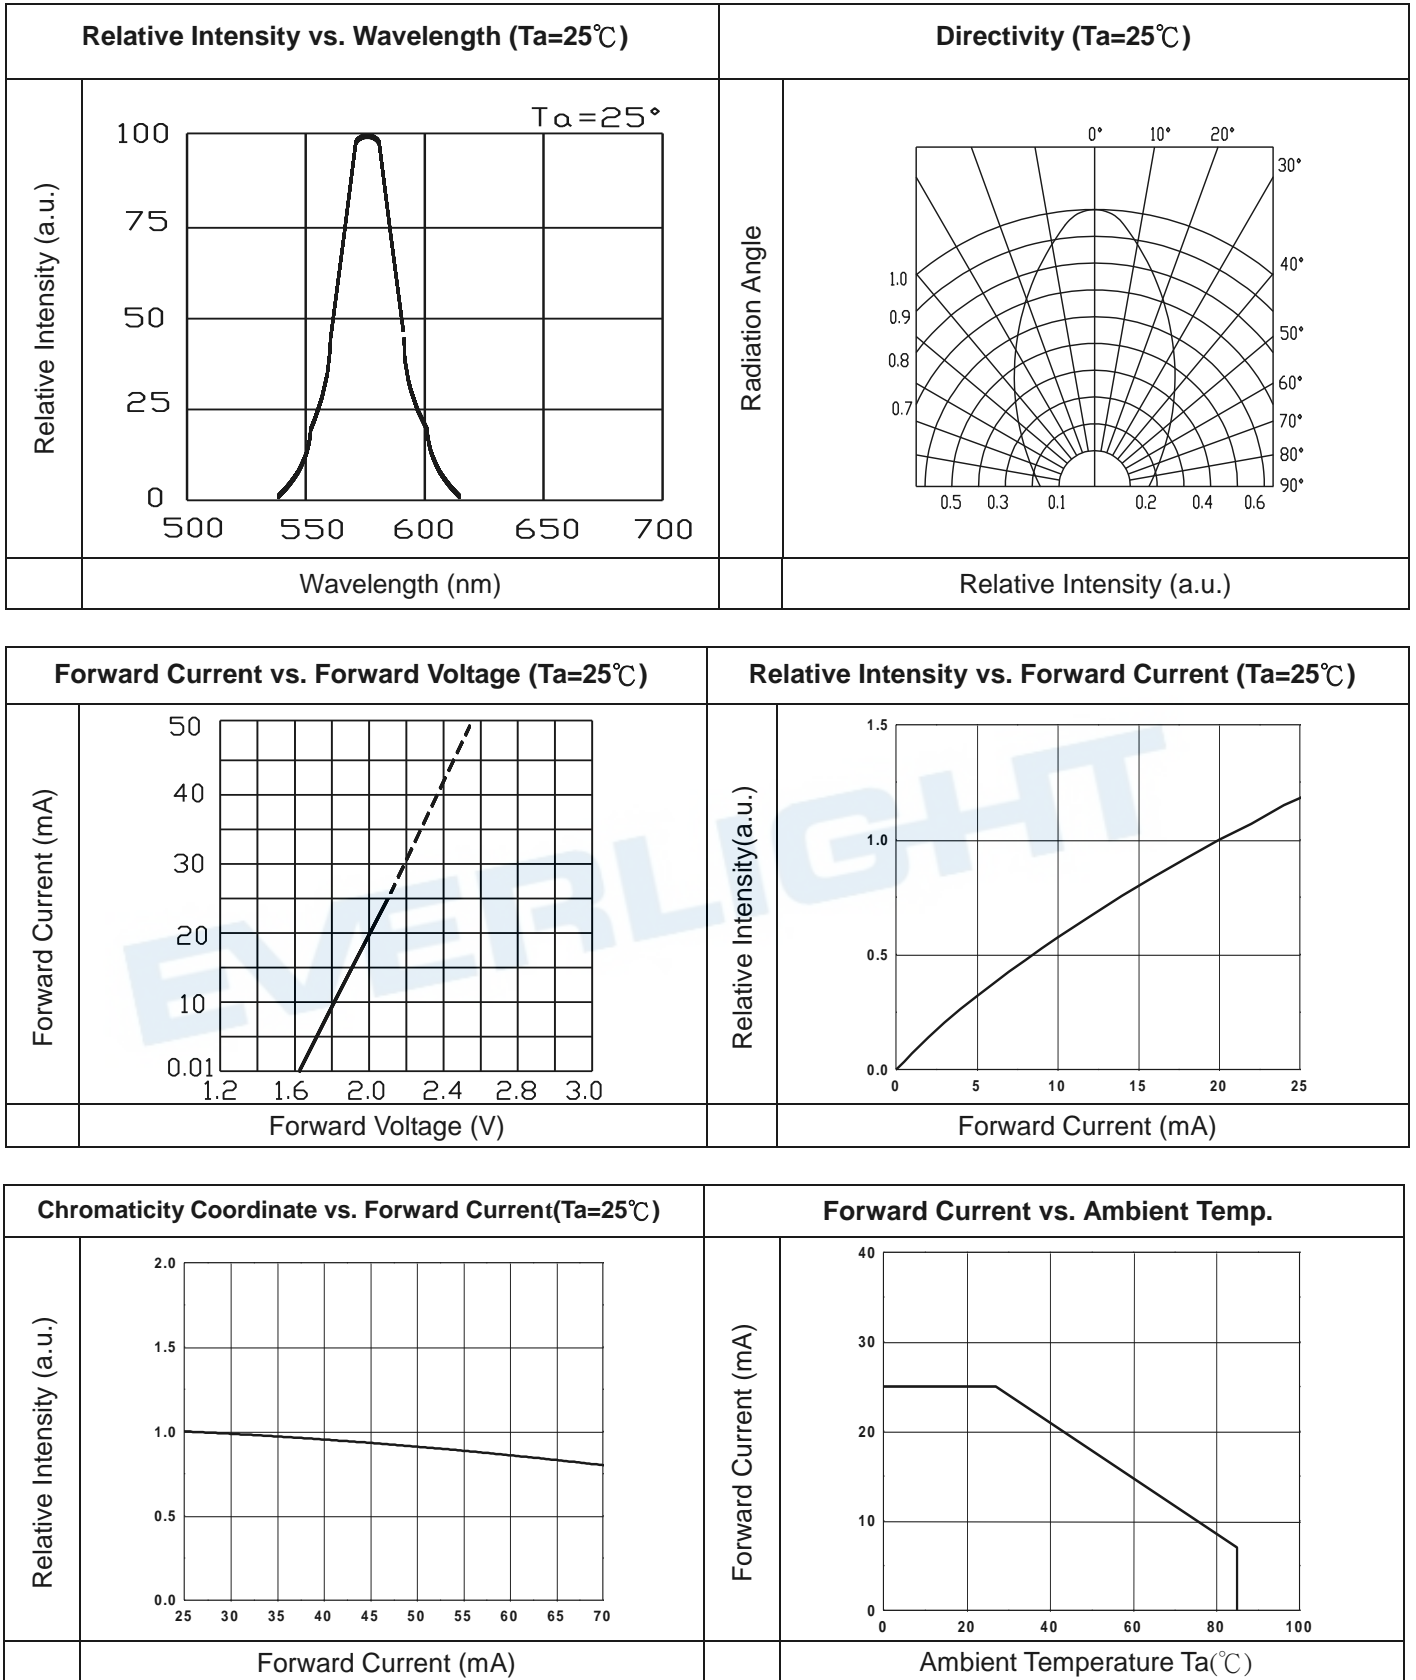 Relative Intensity vs. Wavelength (Ta=25℃)
Directivity (Ta=25℃)
Relative Intensity (a.u.)
Ta=25°
100
75
50
25
0
500 550 600 650 700
Wavelength (nm)
Radiation Angle
0° 10° 20°
30°
40°
50°
60°
70°
80°
90°
1.0
0.9
0.8
0.7
0.5 0.3 0.1 0.2 0.4 0.6
Relative Intensity (a.u.)
Forward Current vs. Forward Voltage (Ta=25℃)
Relative Intensity vs. Forward Current (Ta=25℃)
Forward Current (mA)
50
40
30
20
10
0.01
1.2 1.6 2.0 2.4 2.8 3.0
Forward Voltage (V)
Relative Intensity(a.u.)
1.5
1.0
0.5
0.0
0 5 10 15 20 25
Forward Current (mA)
EVERLIGHT
Chromaticity Coordinate vs. Forward Current(Ta=25℃)
Forward Current vs. Ambient Temp.
Relative Intensity (a.u.)
2.0
1.5
1.0
0.5
0.0
25 30 35 40 45 50 55 60 65 70
Forward Current (mA)
Forward Current (mA)
40
30
20
10
0
0 20 40 60 80 100
Ambient Temperature Ta(℃)